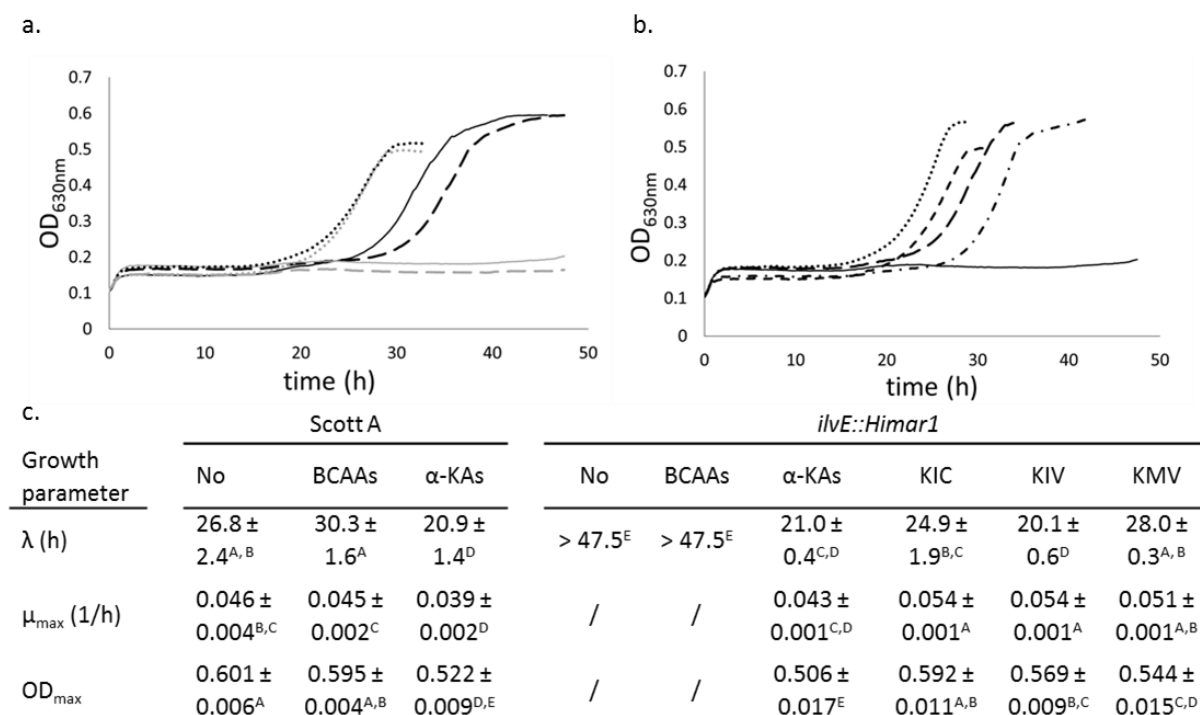 a.
b.
0.7
0.6
0.5
0.4
0.3
0.2
0.1
0
OD630nm
0 10 20 30 40 50
time (h)
0.7
0.6
0.5
0.4
0.3
0.2
0.1
0
OD630nm
0 10 20 30 40 50
time (h)
c.
Scott A ilvE::Himar1
Growth parameter No BCAAs α-KAs No BCAAs α-KAs KIC KIV KMV
λ (h) 26.8 ± 2.4A, B 30.3 ± 1.6A 20.9 ± 1.4D > 47.5E > 47.5E 21.0 ± 0.4C,D 24.9 ± 1.9B,C 20.1 ± 0.6D 28.0 ± 0.3A, B
μmax (1/h) 0.046 ± 0.004B,C 0.045 ± 0.002C 0.039 ± 0.002D / / 0.043 ± 0.001C,D 0.054 ± 0.001A 0.054 ± 0.001A 0.051 ± 0.001A,B
ODmax 0.601 ± 0.006A 0.595 ± 0.004A,B 0.522 ± 0.009D,E / / 0.506 ± 0.017E 0.592 ± 0.011A,B 0.569 ± 0.009B,C 0.544 ± 0.015C,D